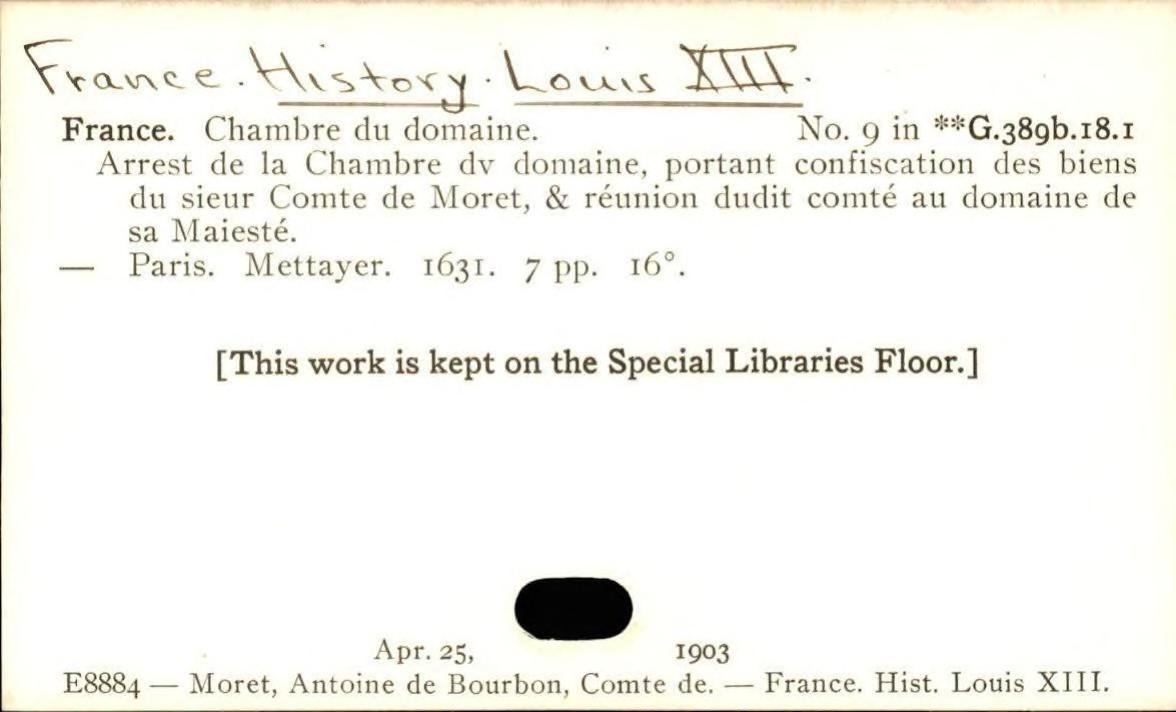 France. History. Louis XIII.
France. Chambre du domaine. No. 9 in **G.389b.18.1
Arrest de la Chambre dv domaine, portant confiscation des biens
du sieur Comte de Moret, & réunion dudit comté au domaine de
sa Maiesté.
— Paris. Mettayer. 1631. 7 pp. 16°.
[This work is kept on the Special Libraries Floor.]
Apr. 25, 1903
E8884 — Moret, Antoine de Bourbon, Comte de. — France. Hist. Louis XIII.